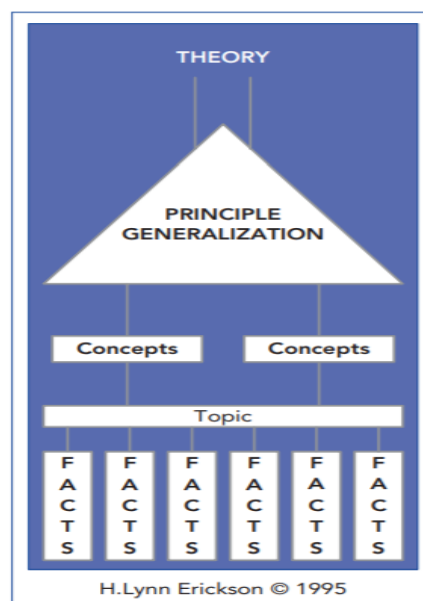 THEORY
PRINCIPLE
GENERALIZATION
Concepts Concepts
Topic
F F F F F F
A A A A A A
C C C C C C
T T T T T T
S S S S S S
H.Lynn Erickson © 1995